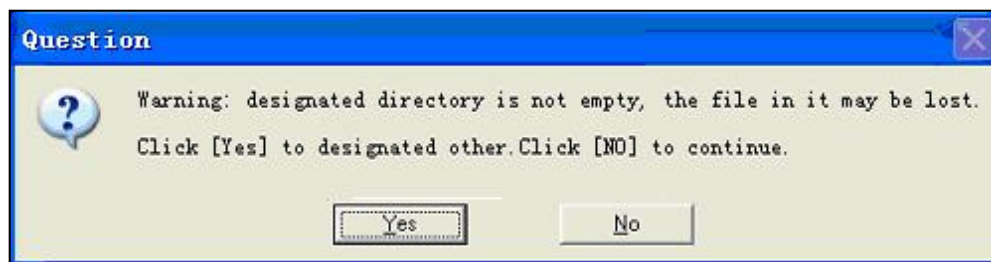 Question
Warning: designated directory is not empty, the file in it may be lost.
Click [Yes] to designated other.Click [NO] to continue.
Yes No